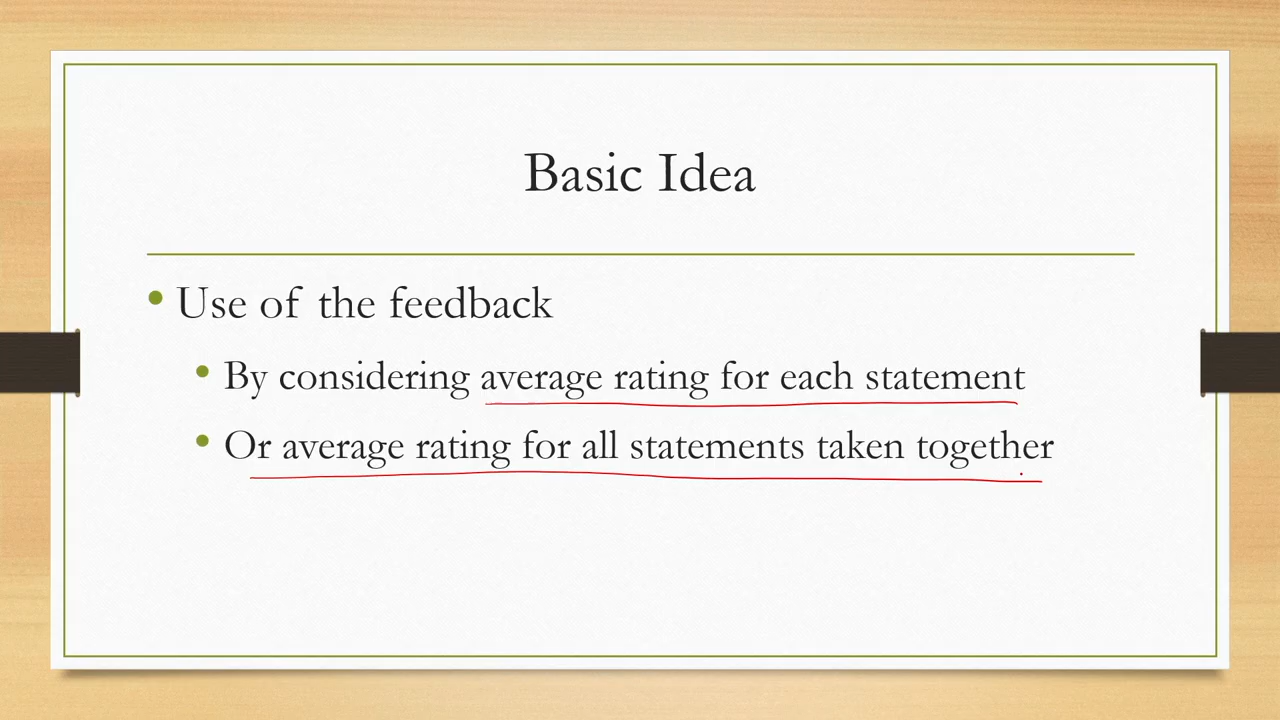 Basic Idea
Use of the feedback
By considering average rating for each statement
Or average rating for all statements taken together